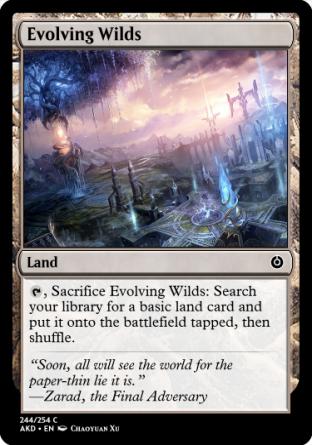 Evolving Wilds
Land
, Sacrifice Evolving Wilds: Search
your library for a basic land card and
put it onto the battlefield tapped, then
shuffle.
“Soon, all will see the world for the
paper-thin lie it is.”
—Zarad, the Final Adversary
244/254 C
AKD • EN Chaoyuan Xu